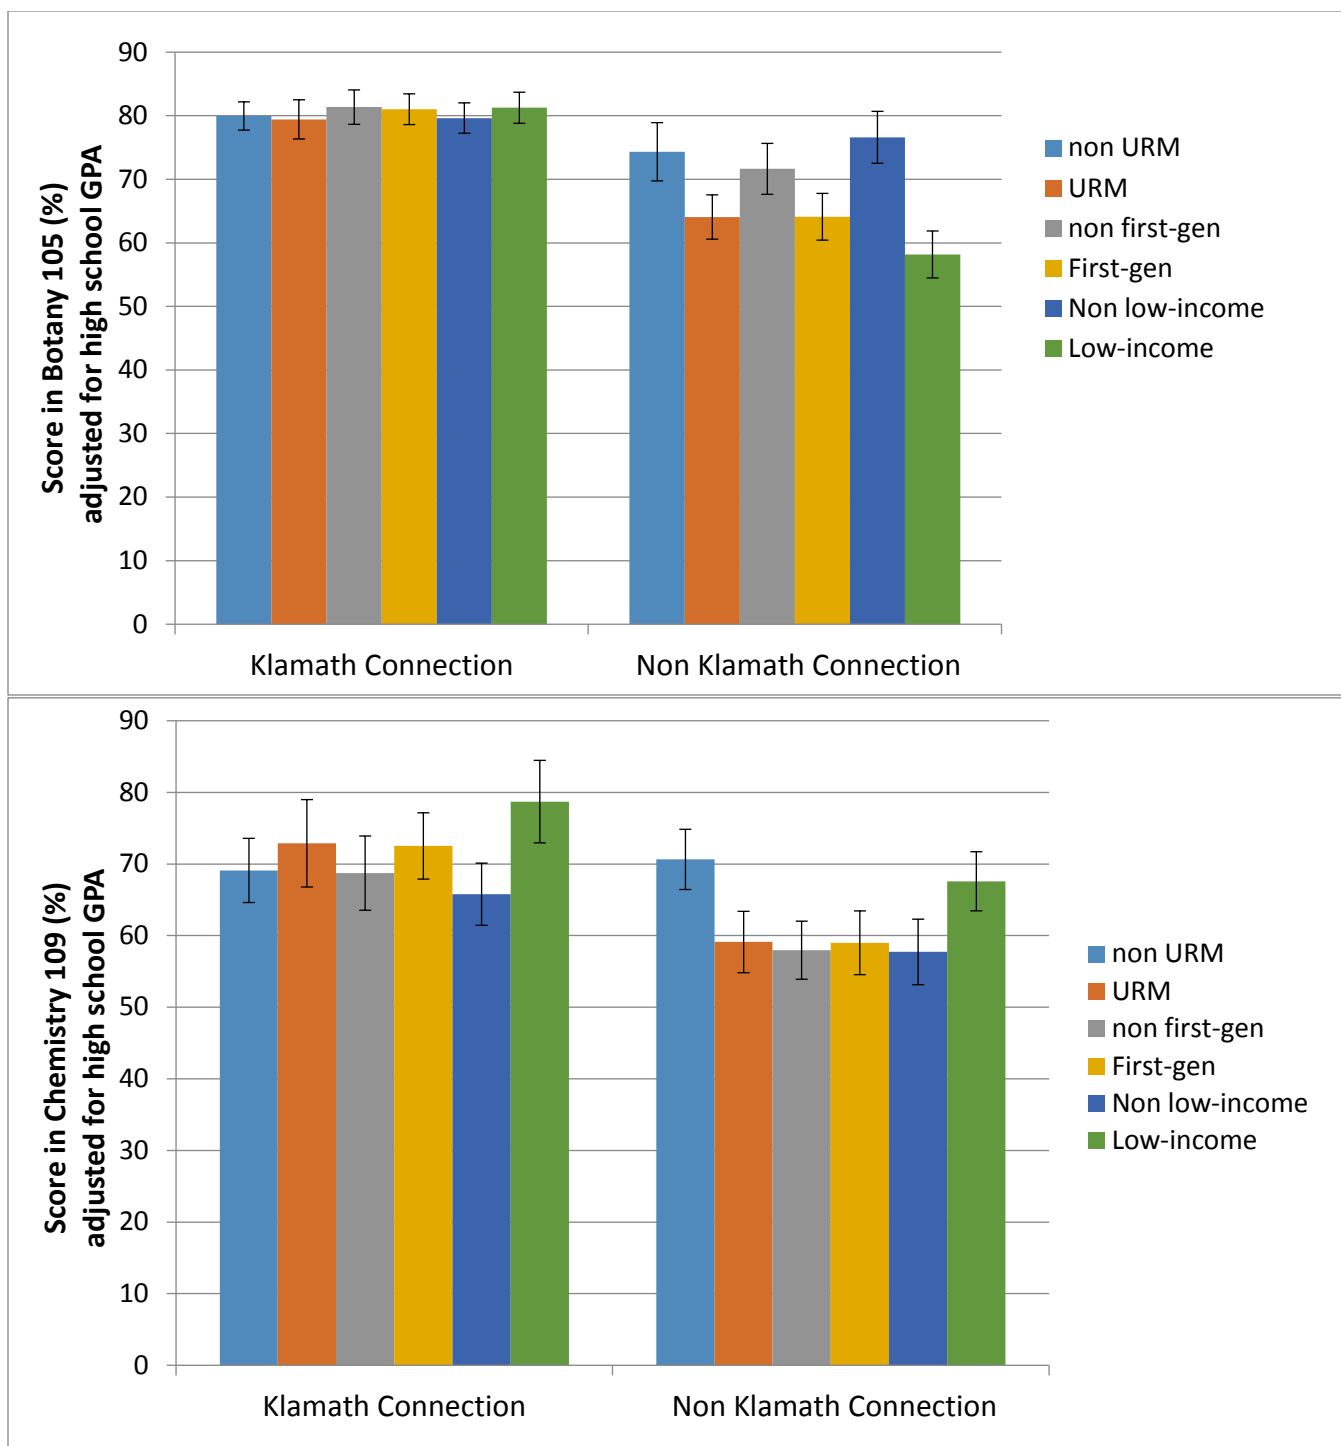 Score in Botany 105 (%)
adjusted for high school GPA
90
80
70
60
50
40
30
20
10
0
Klamath Connection
Non Klamath Connection
non URM
URM
non first-gen
First-gen
Non low-income
Low-income
Score in Chemistry 109 (%)
adjusted for high school GPA
90
80
70
60
50
40
30
20
10
0
Klamath Connection
Non Klamath Connection
non URM
URM
non first-gen
First-gen
Non low-income
Low-income